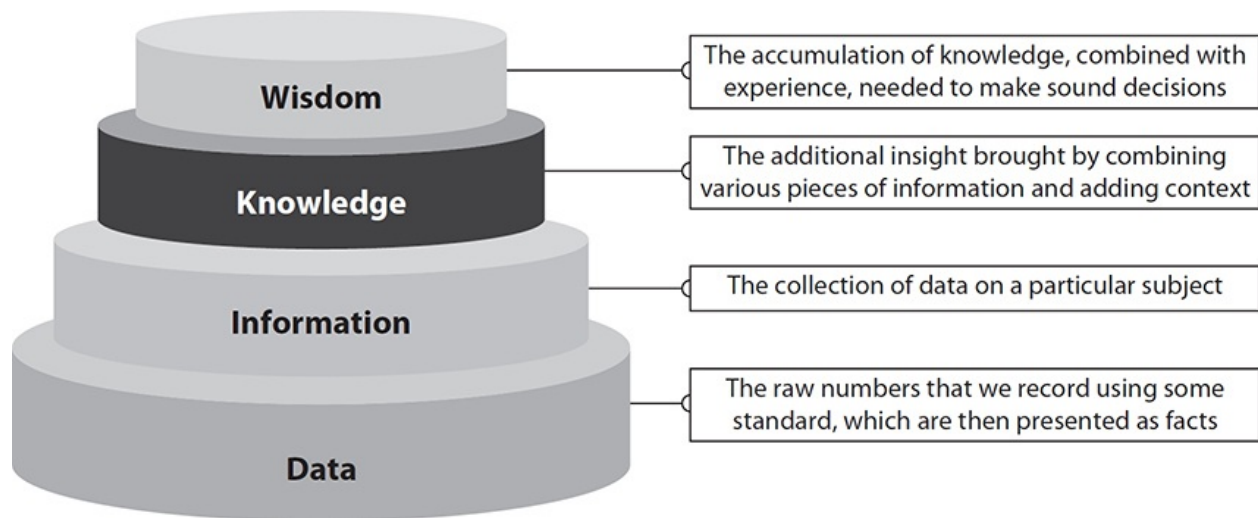 Wisdom
The accumulation of knowledge, combined with
experience, needed to make sound decisions
Knowledge
The additional insight brought by combining
various pieces of information and adding context
Information
The collection of data on a particular subject
Data
The raw numbers that we record using some
standard, which are then presented as facts